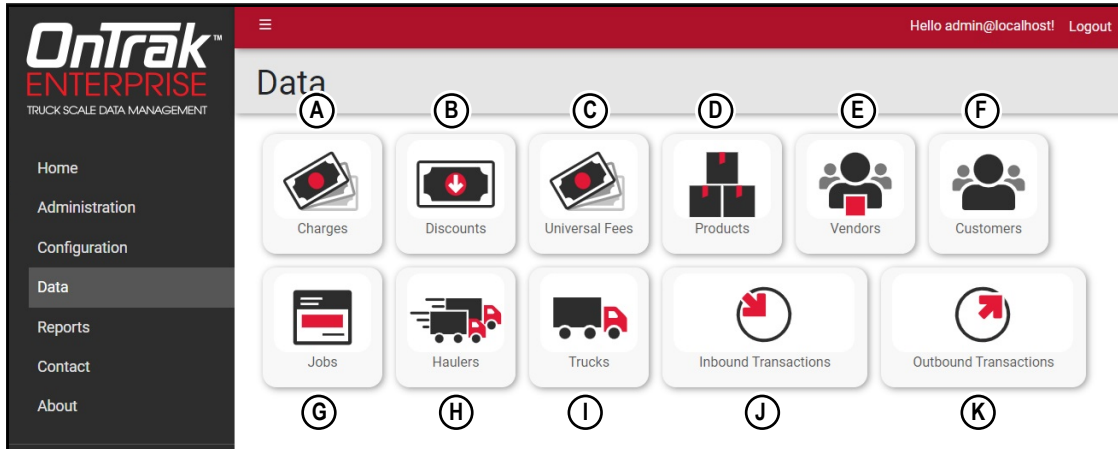 OnTrak™
ENTERPRISE
TRUCK SCALE DATA MANAGEMENT
Home
Administration
Configuration
Data
Reports
Contact
About
☰ Hello admin@localhost! Logout
Data
A B C D E F
Charges Discounts Universal Fees Products Vendors Customers
Jobs Haulers Trucks Inbound Transactions Outbound Transactions
G H I J K